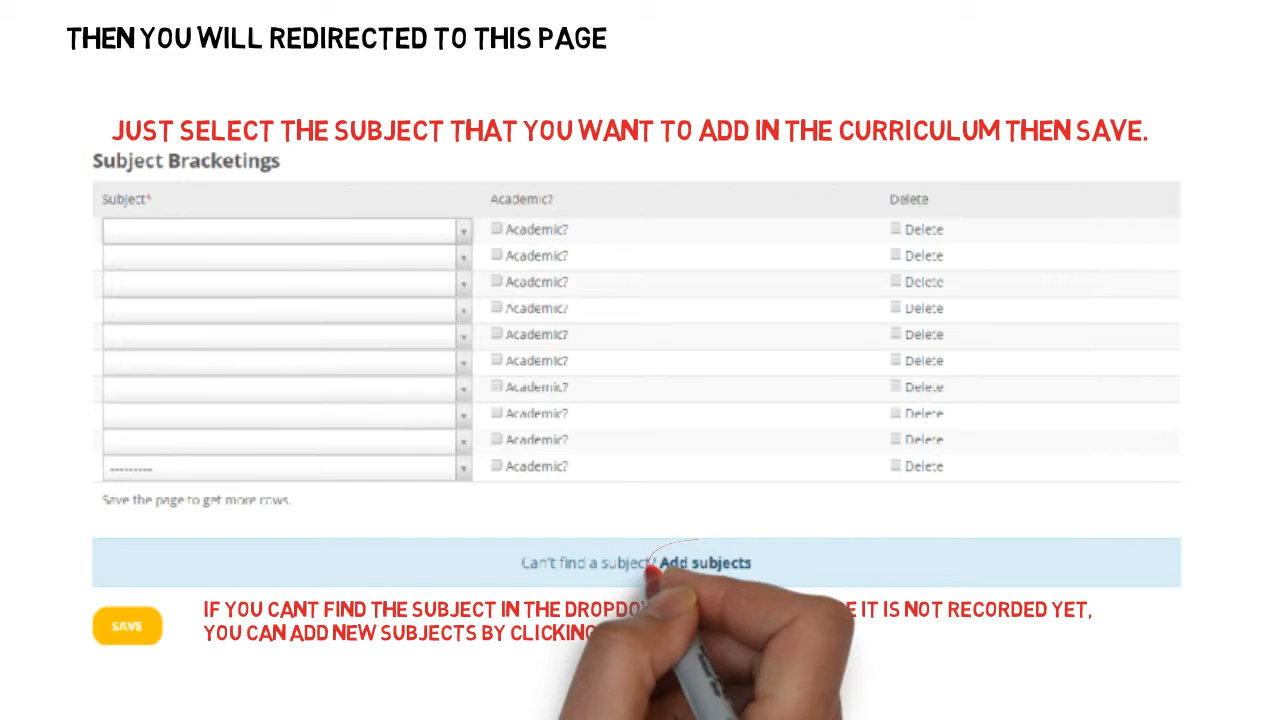 THEN YOU WILL REDIRECTED TO THIS PAGE
JUST SELECT THE SUBJECT THAT YOU WANT TO ADD IN THE CURRICULUM THEN SAVE.
Subject Bracketings
Subject* Academic? Delete
Academic? Delete
Academic? Delete
Academic? Delete
Academic? Delete
Academic? Delete
Academic? Delete
Academic? Delete
Academic? Delete
Academic? Delete
--------- Academic? Delete
Save the page to get more rows.
Can't find a subject? Add subjects
IF YOU CANT FIND THE SUBJECT IN THE IT IS NOT RECORDED YET,
SAVE
YOU CAN ADD NEW SUBJECTS BY